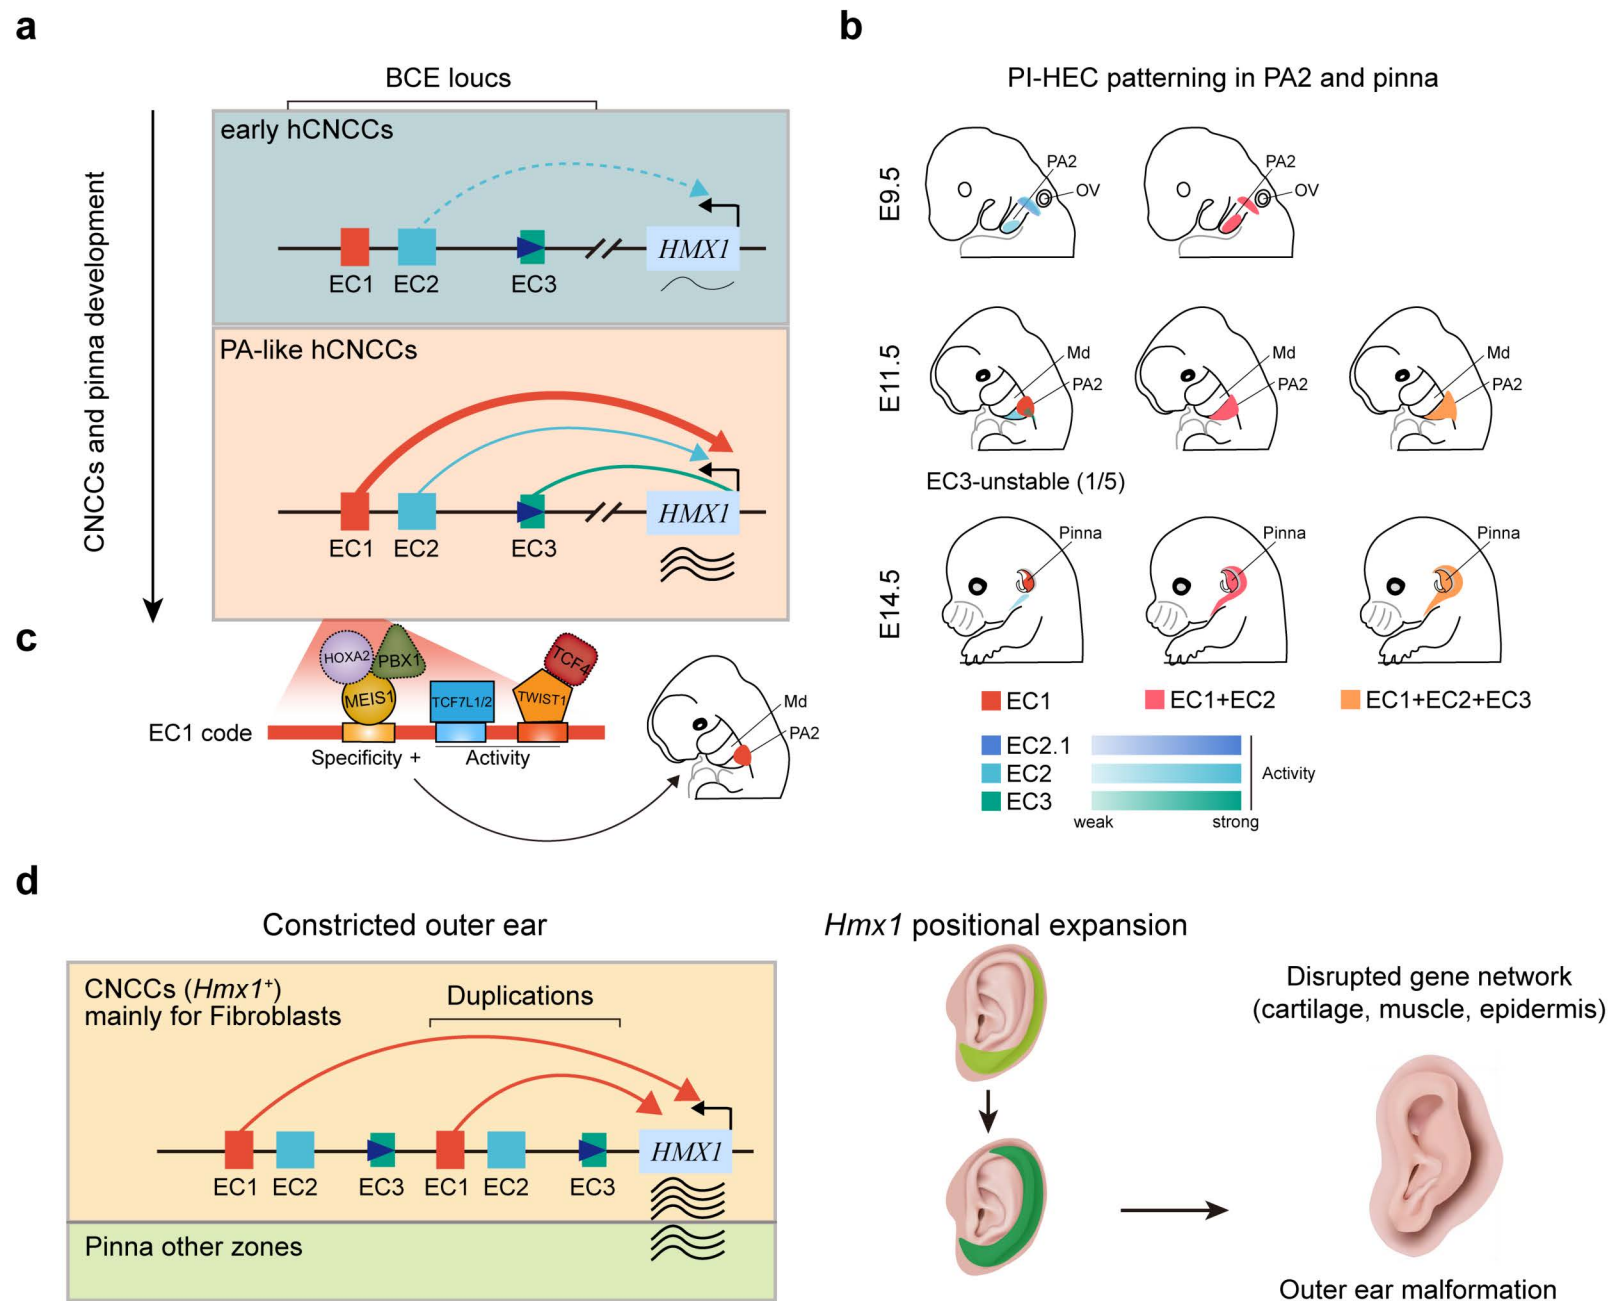 a
BCE loucs
CNCCs and pinna development
early hCNCCs
EC1 EC2 EC3 HMX1
PA-like hCNCCs
EC1 EC2 EC3 HMX1
b
PI-HEC patterning in PA2 and pinna
E9.5
PA2
OV
PA2
OV
E11.5
Md
PA2
Md
PA2
Md
PA2
EC3-unstable (1/5)
E14.5
Pinna
Pinna
Pinna
EC1
EC1+EC2
EC1+EC2+EC3
EC2.1
EC2
EC3
Activity
weak strong
c
HOXA2 PBX1 TCF4
MEIS1 TCF7L1/2 TWIST1
EC1 code
Specificity + Activity
Md
PA2
d
Constricted outer ear
CNCCs (Hmx1+)
mainly for Fibroblasts
Duplications
EC1 EC2 EC3 EC1 EC2 EC3 HMX1
Pinna other zones
Hmx1 positional expansion
Disrupted gene network
(cartilage, muscle, epidermis)
Outer ear malformation